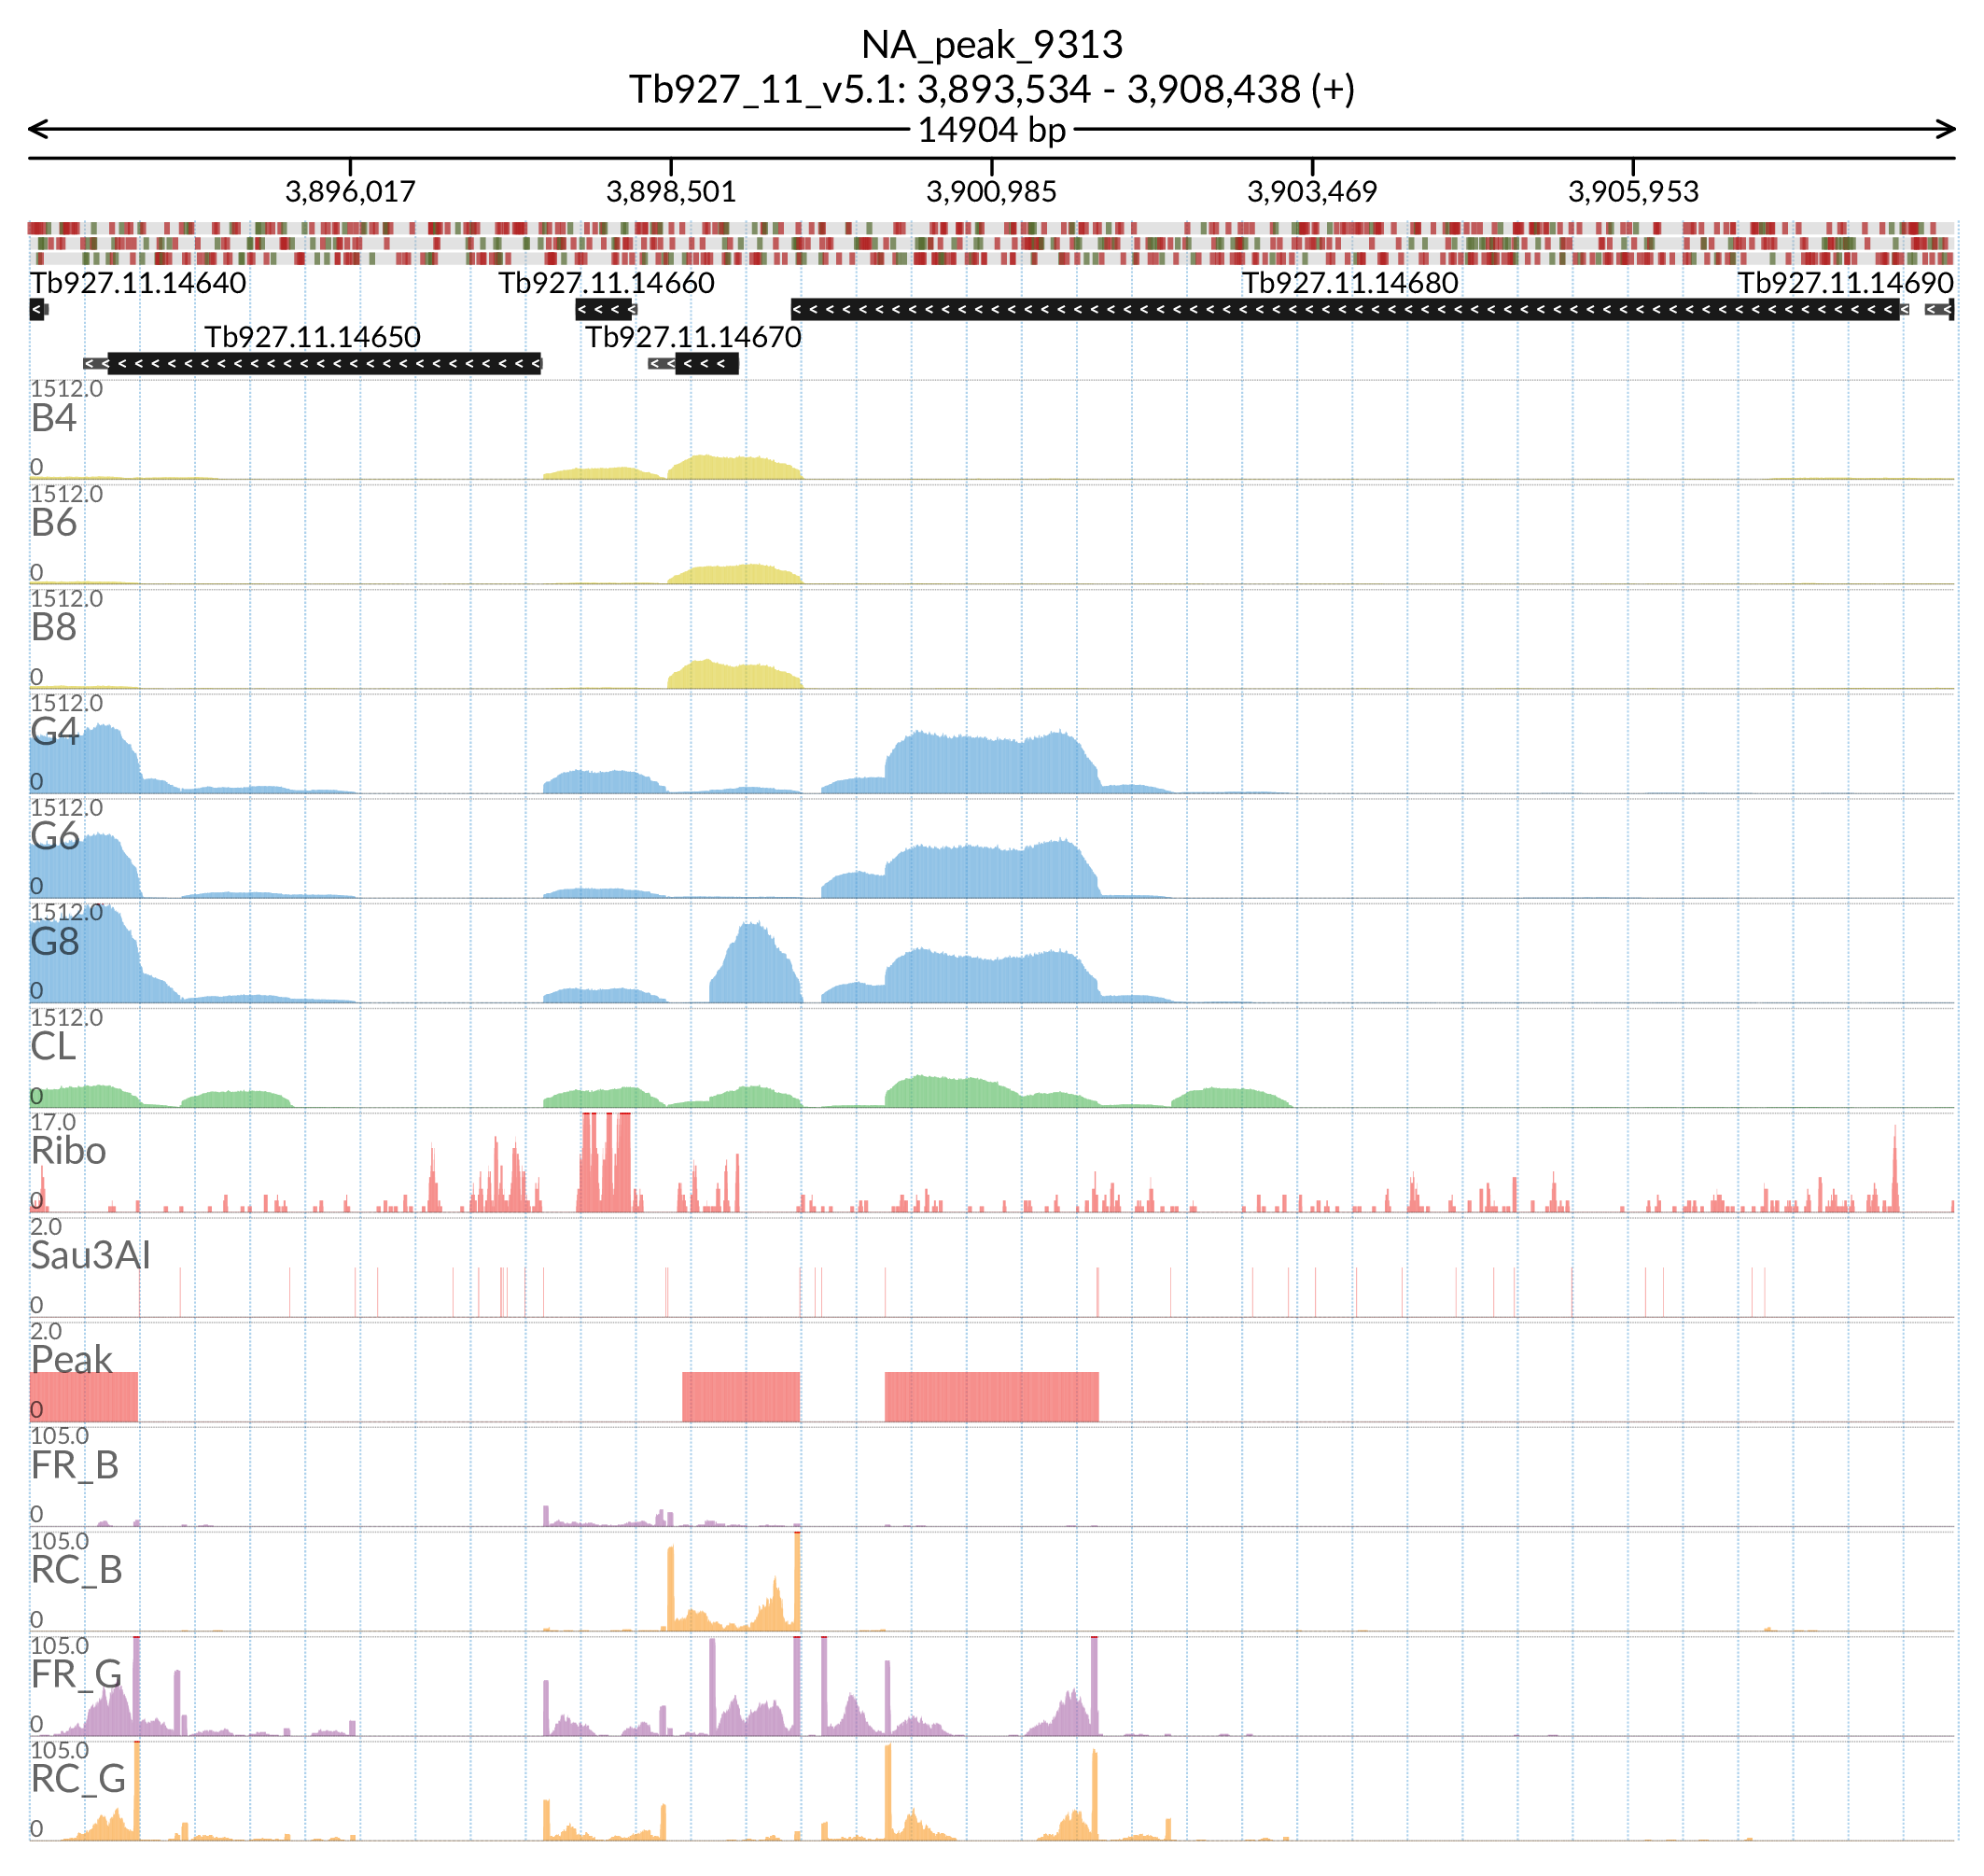 NA_peak_9313
Tb927_11_v5.1: 3,893,534 - 3,908,438 (+)
14904 bp
3,896,017 3,898,501 3,900,985 3,903,469 3,905,953
Tb927.11.14640 Tb927.11.14660 Tb927.11.14680 Tb927.11.14690
Tb927.11.14650 Tb927.11.14670
1512.0
B4
0
1512.0
B6
0
1512.0
B8
0
1512.0
G4
0
1512.0
G6
0
1512.0
G8
0
1512.0
CL
0
17.0
Ribo
0
2.0
Sau3AI
0
2.0
Peak
0
105.0
FR_B
0
105.0
RC_B
0
105.0
FR_G
0
105.0
RC_G
0